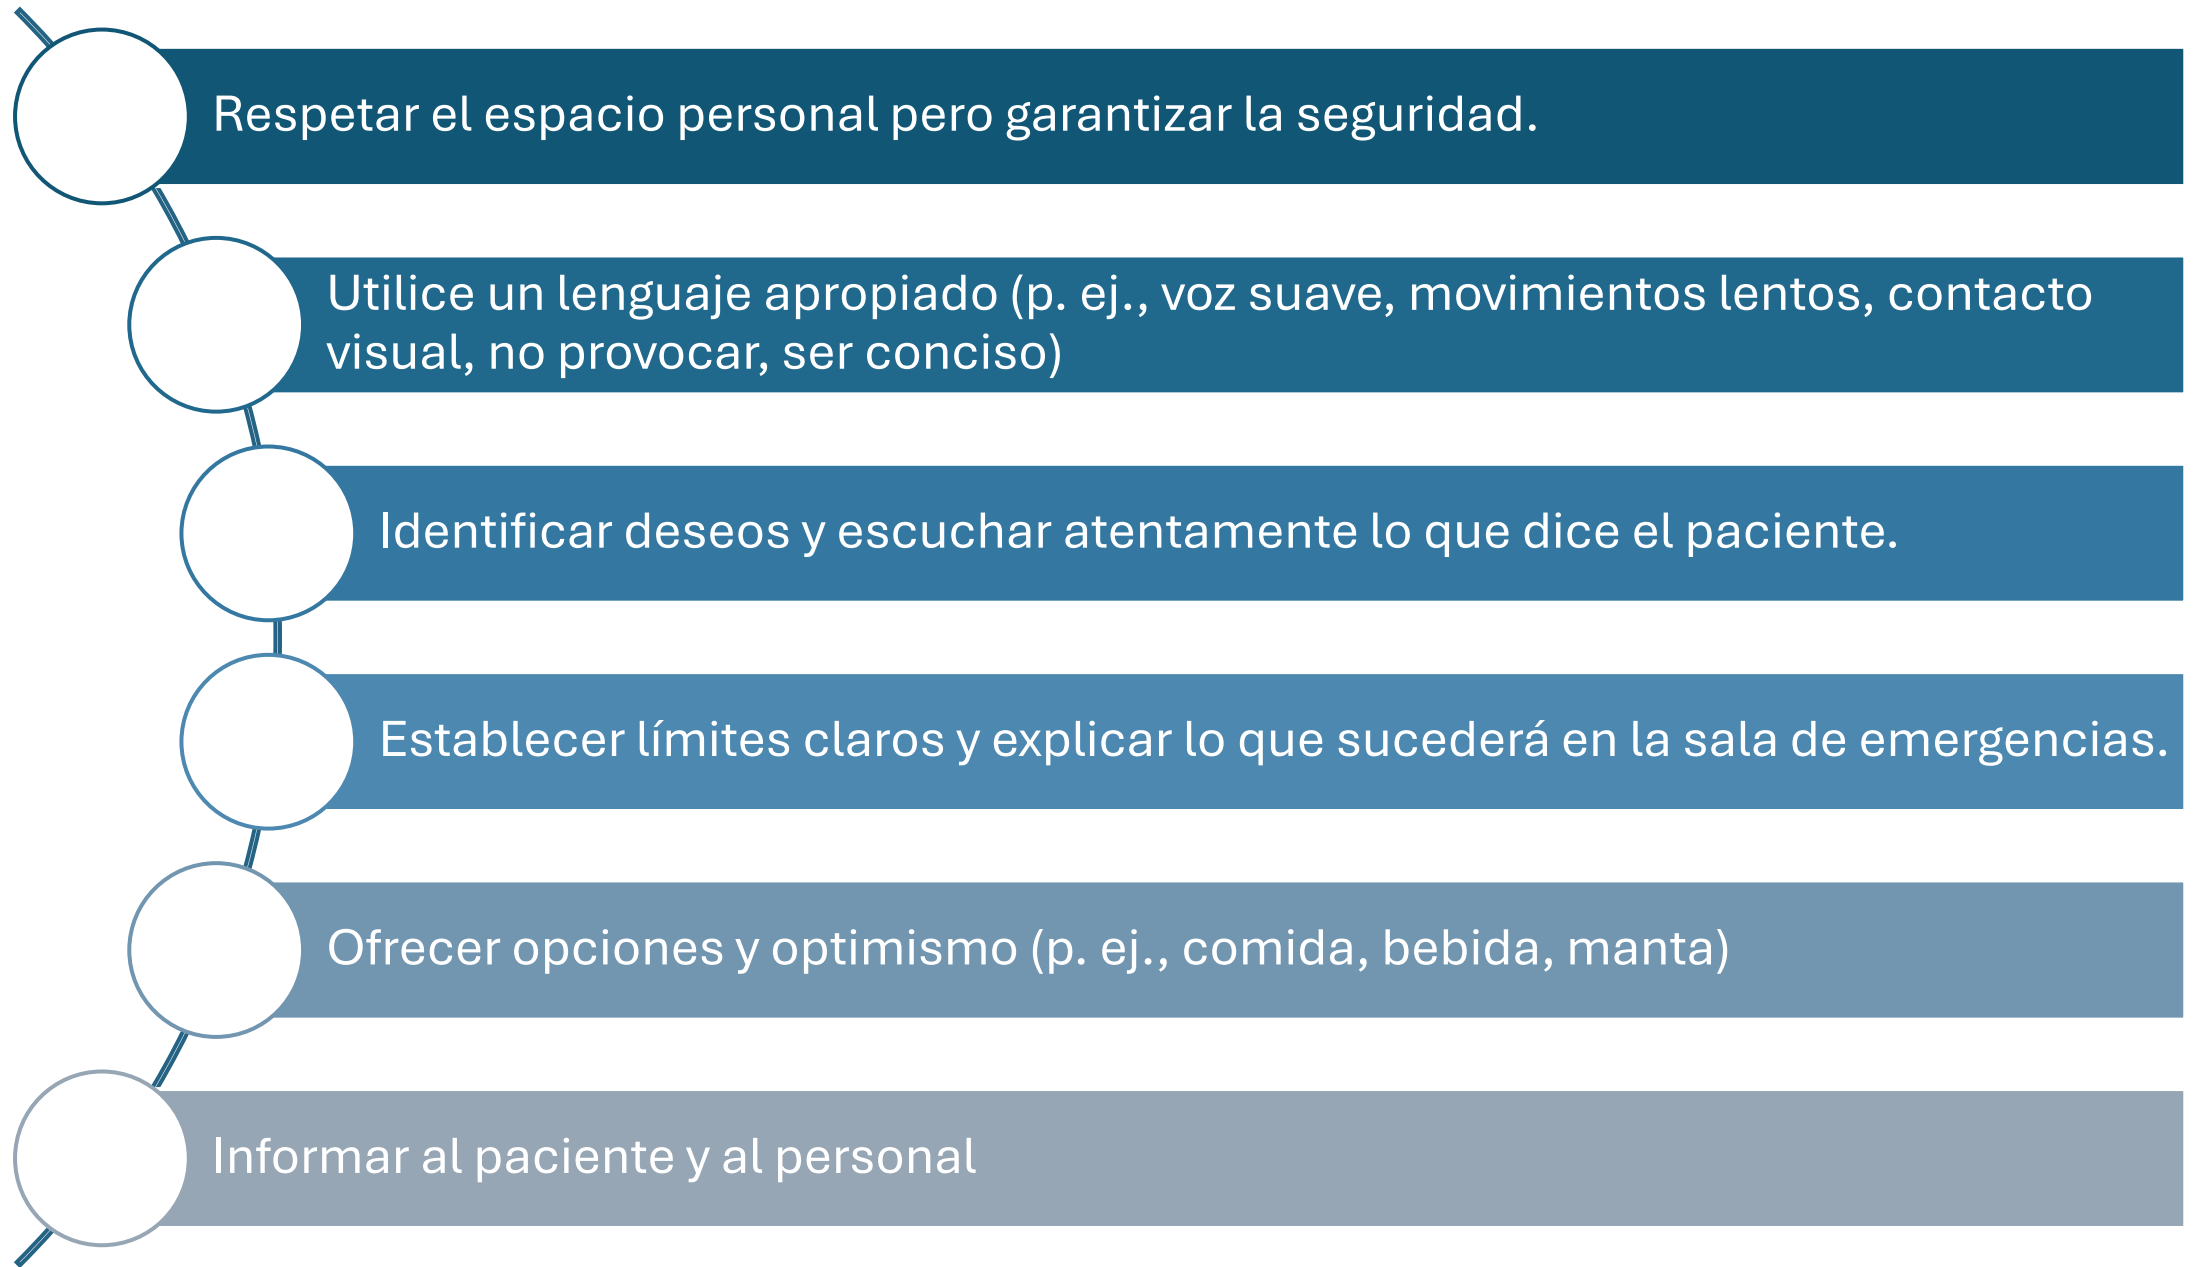 Respetar el espacio personal pero garantizar la seguridad.
Utilice un lenguaje apropiado (p. ej., voz suave, movimientos lentos, contacto
visual, no provocar, ser conciso)
Identificar deseos y escuchar atentamente lo que dice el paciente.
Establecer límites claros y explicar lo que sucederá en la sala de emergencias.
Ofrecer opciones y optimismo (p. ej., comida, bebida, manta)
Informar al paciente y al personal